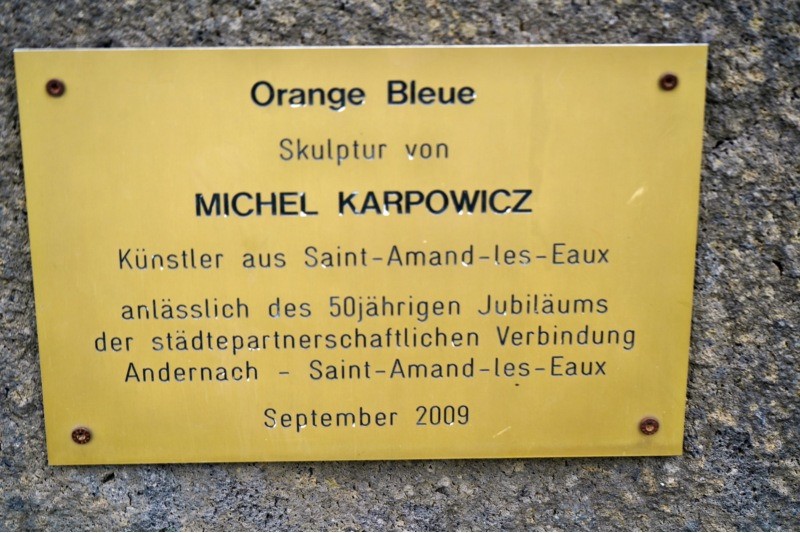 Orange Bleue
Skulptur von
MICHEL KARPOWICZ
Künstler aus Saint-Amand-les-Eaux
anlässlich des 50jährigen Jubiläums
der städtepartnerschaftlichen Verbindung
Andernach - Saint-Amand-les-Eaux
September 2009